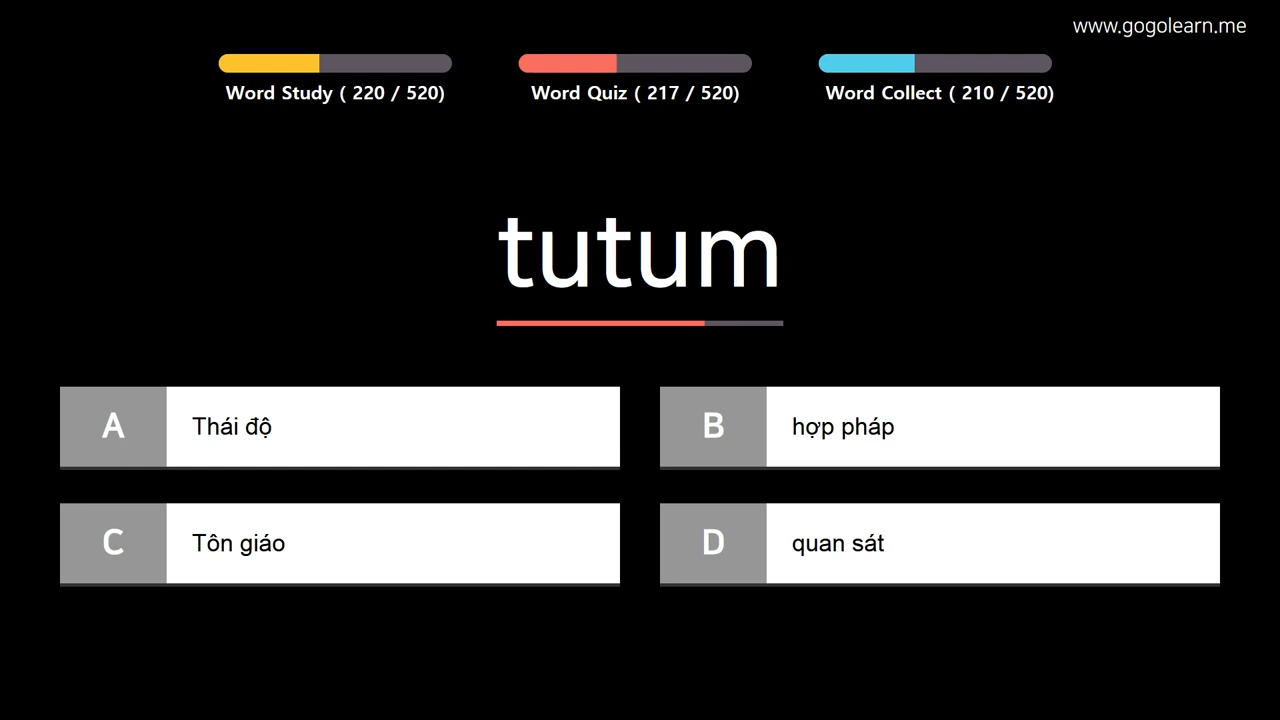 www.gogolearn.me
Word Study ( 220 / 520)
Word Quiz ( 217 / 520)
Word Collect ( 210 / 520)
tutum
A Thái độ
B hợp pháp
C Tôn giáo
D quan sát